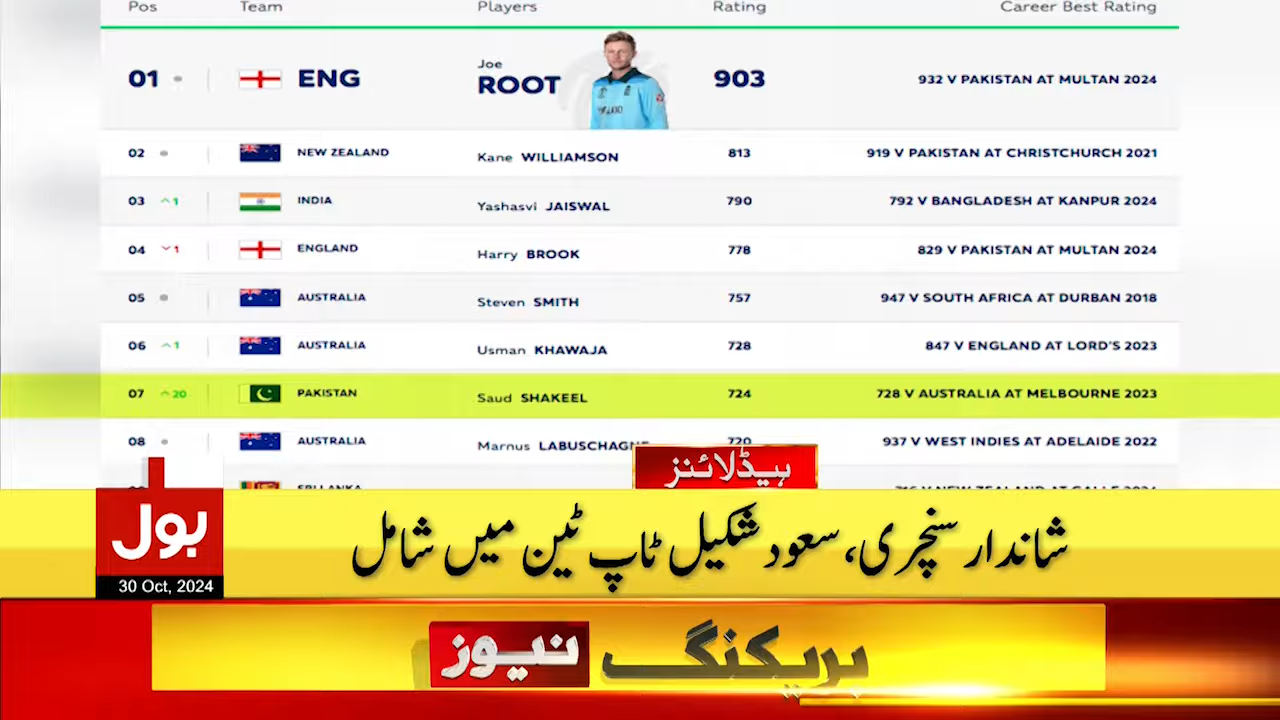 Pos Team Players Rating Career Best Rating
01 ENG Joe ROOT 903 932 V PAKISTAN AT MULTAN 2024
02 NEW ZEALAND Kane WILLIAMSON 813 919 V PAKISTAN AT CHRISTCHURCH 2021
03 1 INDIA Yashasvi JAISWAL 790 792 V BANGLADESH AT KANPUR 2024
04 1 ENGLAND Harry BROOK 778 829 V PAKISTAN AT MULTAN 2024
05 AUSTRALIA Steven SMITH 757 947 V SOUTH AFRICA AT DURBAN 2018
06 1 AUSTRALIA Usman KHAWAJA 728 847 V ENGLAND AT LORD'S 2023
07 20 PAKISTAN Saud SHAKEEL 724 728 V AUSTRALIA AT MELBOURNE 2023
08 AUSTRALIA Marnus LABUSCHAGNE 720 937 V WEST INDIES AT ADELAIDE 2022
SRI LANKA
ہیڈلائنز
شاندار سنچری، سعود شکیل ٹاپ ٹین میں شامل
بول
30 Oct, 2024
بریکنگ نیوز